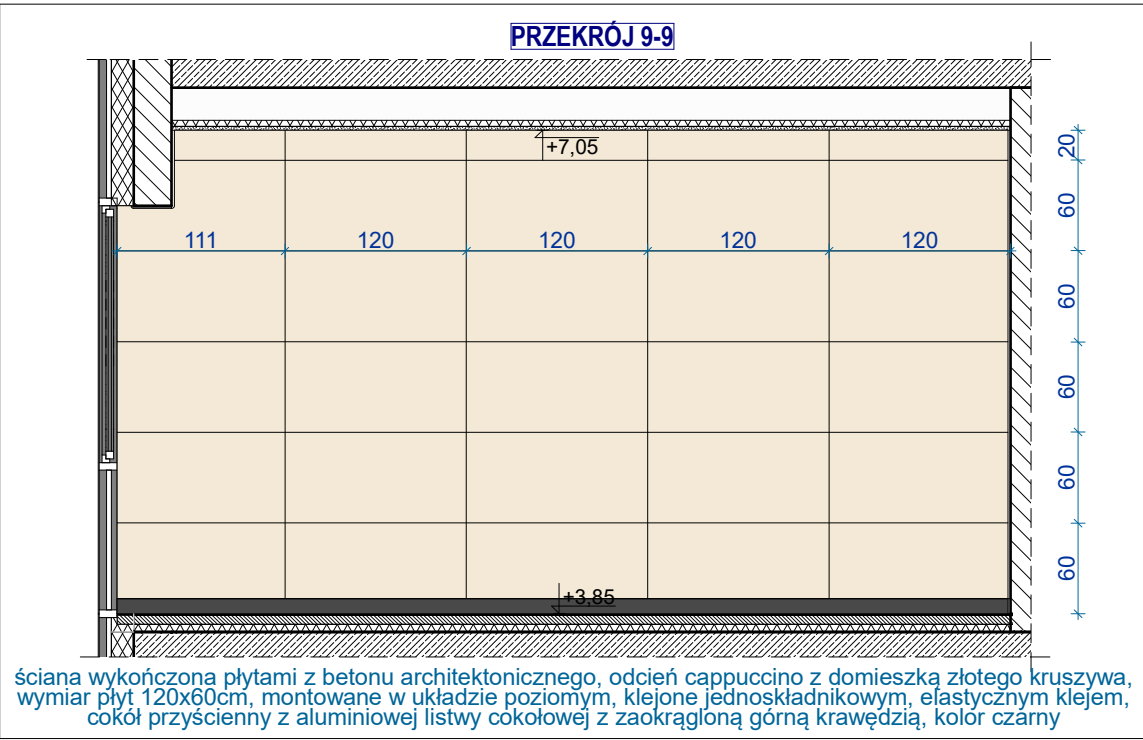 PRZEKRÓJ 9-9
+7,05
20
60
111 120 120 120 120
60
60
60
60
+3,85
ściana wykończona płytami z betonu architektonicznego, odcień cappuccino z domieszką złotego kruszywa,
wymiar płyt 120x60cm, montowane w układzie poziomym, klejone jednoskładnikowym, elastycznym klejem,
cokół przyścienny z aluminiowej listwy cokołowej z zaokrągloną górną krawędzią, kolor czarny